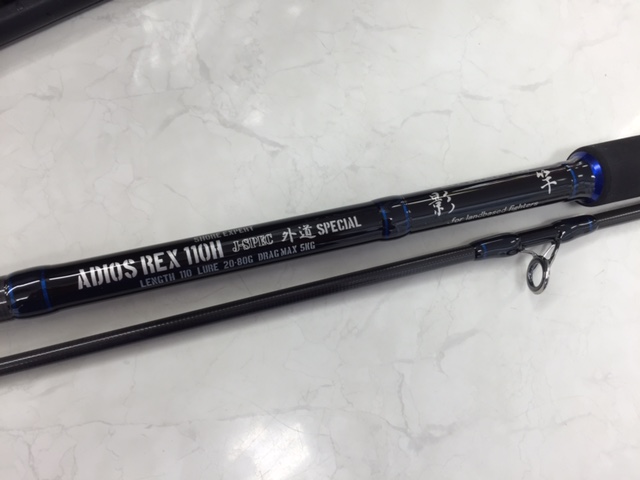 SHORE EXPERT
ADIOS REX 110H J-SPEC 外道 SPECIAL
LENGTH 110 LURE 20-80G DRAG MAX 5KG
影竿
for landbased fighters